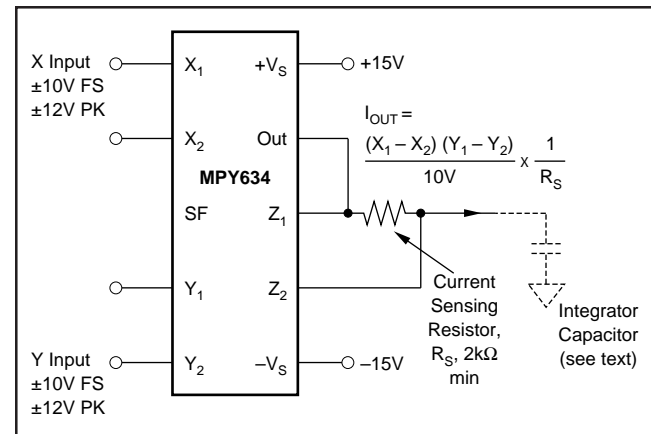 X Input
±10V FS
±12V PK
X1
X2
MPY634
SF
Y1
Y Input
±10V FS
±12V PK
Y2
+VS
+15V
Out
Z1
Z2
–VS
–15V
IOUT =
(X1 – X2) (Y1 – Y2)
10V
x
1
RS
Current
Sensing
Resistor,
RS, 2kΩ
min
Integrator
Capacitor
(see text)